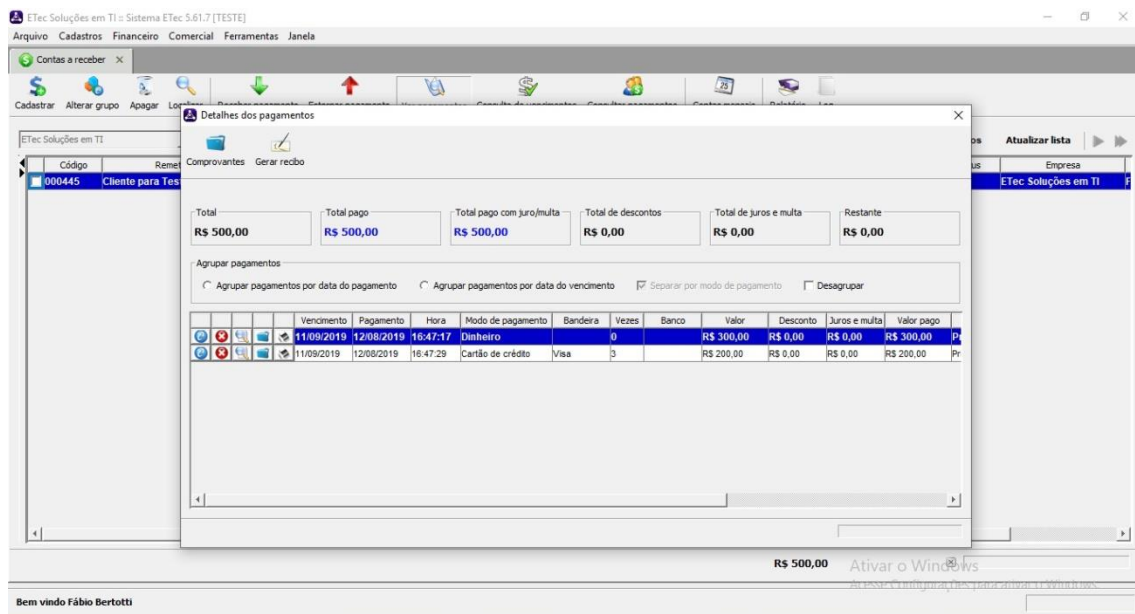 ETec Soluções em TI :: Sistema ETec 5.61.7 [TESTE]
Arquivo Cadastros Financeiro Comercial Ferramentas Janela
Contas a receber X
25
Cadastrar Alterar grupo Apagar
Detalhes dos pagamentos
ETec Soluções em TI
Atualizar lista
Comprovantes Gerar recibo
Código Empresa
000445 Cliente para ETec Soluções em TI
Total Total pago Total pago com juro/multa Total de descontos Total de juros e multa Restante
R$ 500,00 R$ 500,00 R$ 500,00 R$ 0,00 R$ 0,00 R$ 0,00
Agrupar pagamentos
Agrupar pagamentos por data do pagamento Agrupar pagamentos por data do vencimento Separar por modo de pagamento Desagrupar
Vencimento Pagamento Hora Modo de pagamento Bandeira Vezes Banco Valor Desconto Juros e multa Valor pago
11/09/2019 12/08/2019 16:47:17 Dinheiro 0 R$ 300,00 R$ 0,00 R$ 0,00 R$ 300,00
11/09/2019 12/08/2019 16:47:29 Cartão de crédito Visa 3 R$ 200,00 R$ 0,00 R$ 0,00 R$ 200,00
R$ 500,00
Ativar o Windows
Acesse Configurações para ativar o Windows.
Bem vindo Fábio Bertotti